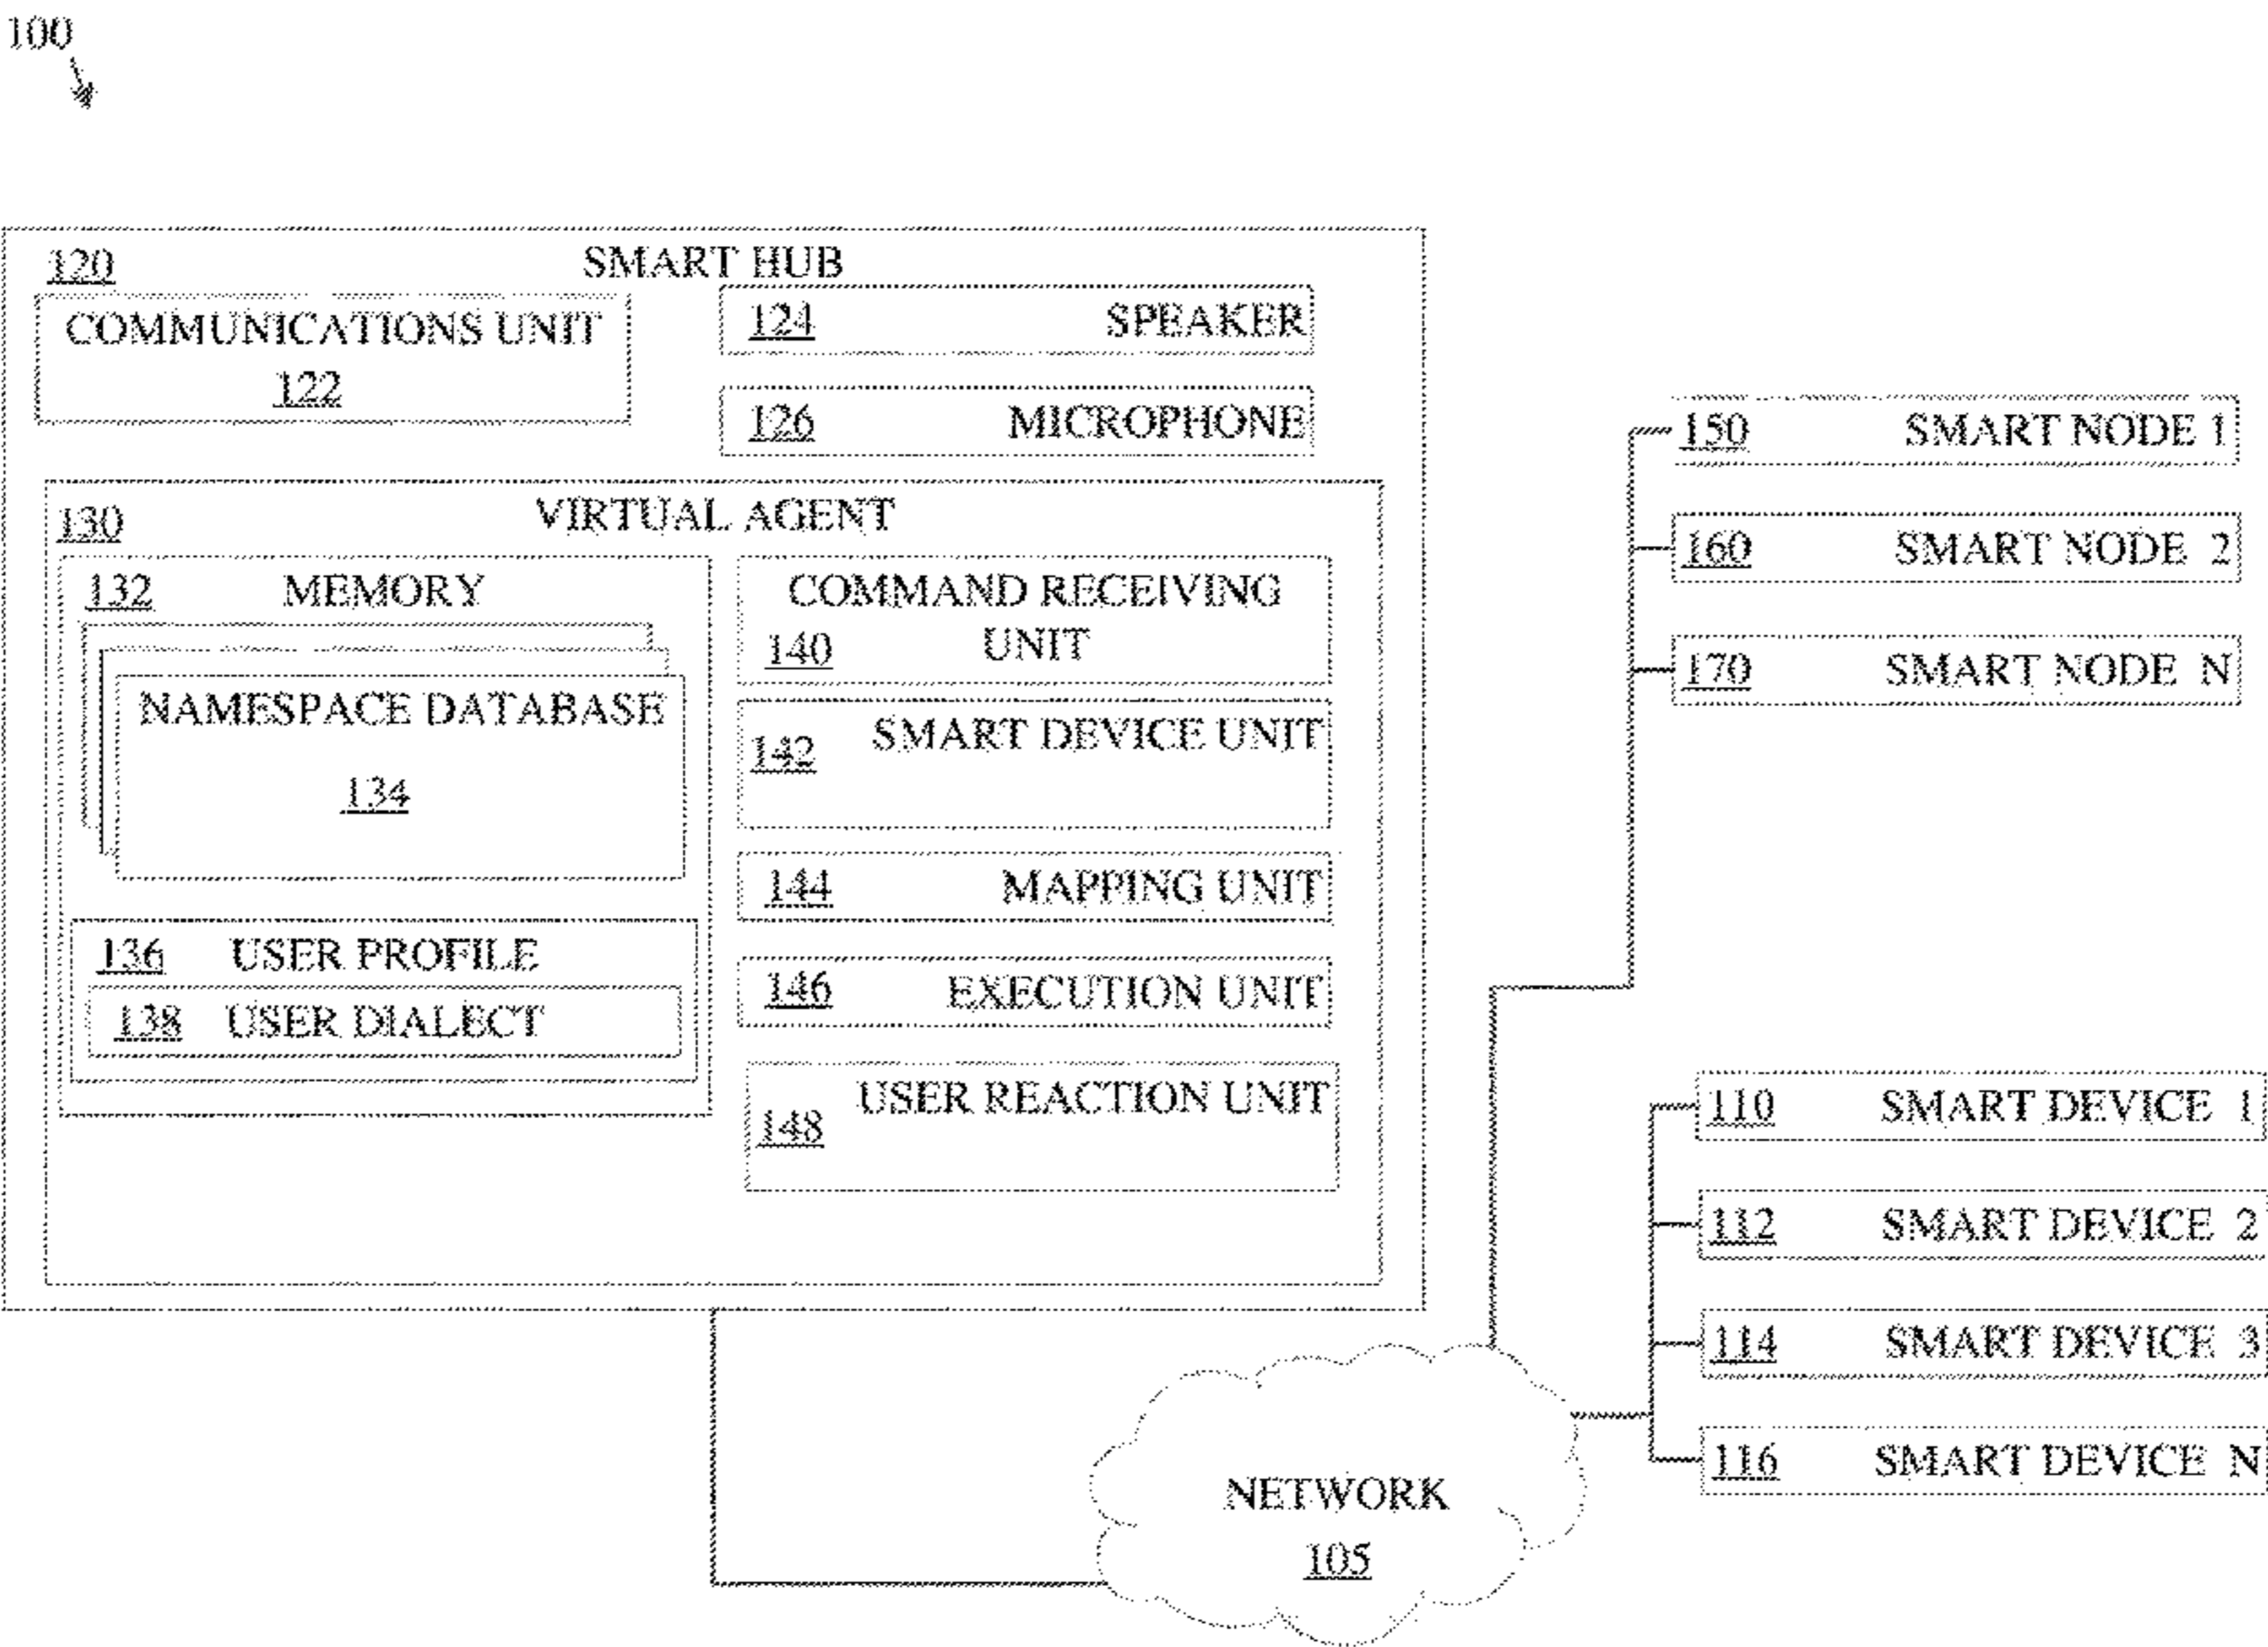 100
120 SMART HUB
COMMUNICATIONS UNIT
122
124 SPEAKER
126 MICROPHONE
130 VIRTUAL AGENT
132 MEMORY
NAMESPACE DATABASE
134
136 USER PROFILE
138 USER DIALECT
COMMAND RECEIVING
140 UNIT
142 SMART DEVICE UNIT
144 MAPPING UNIT
146 EXECUTION UNIT
148 USER REACTION UNIT
150 SMART NODE 1
160 SMART NODE 2
170 SMART NODE N
110 SMART DEVICE 1
112 SMART DEVICE 2
114 SMART DEVICE 3
116 SMART DEVICE N
NETWORK
105